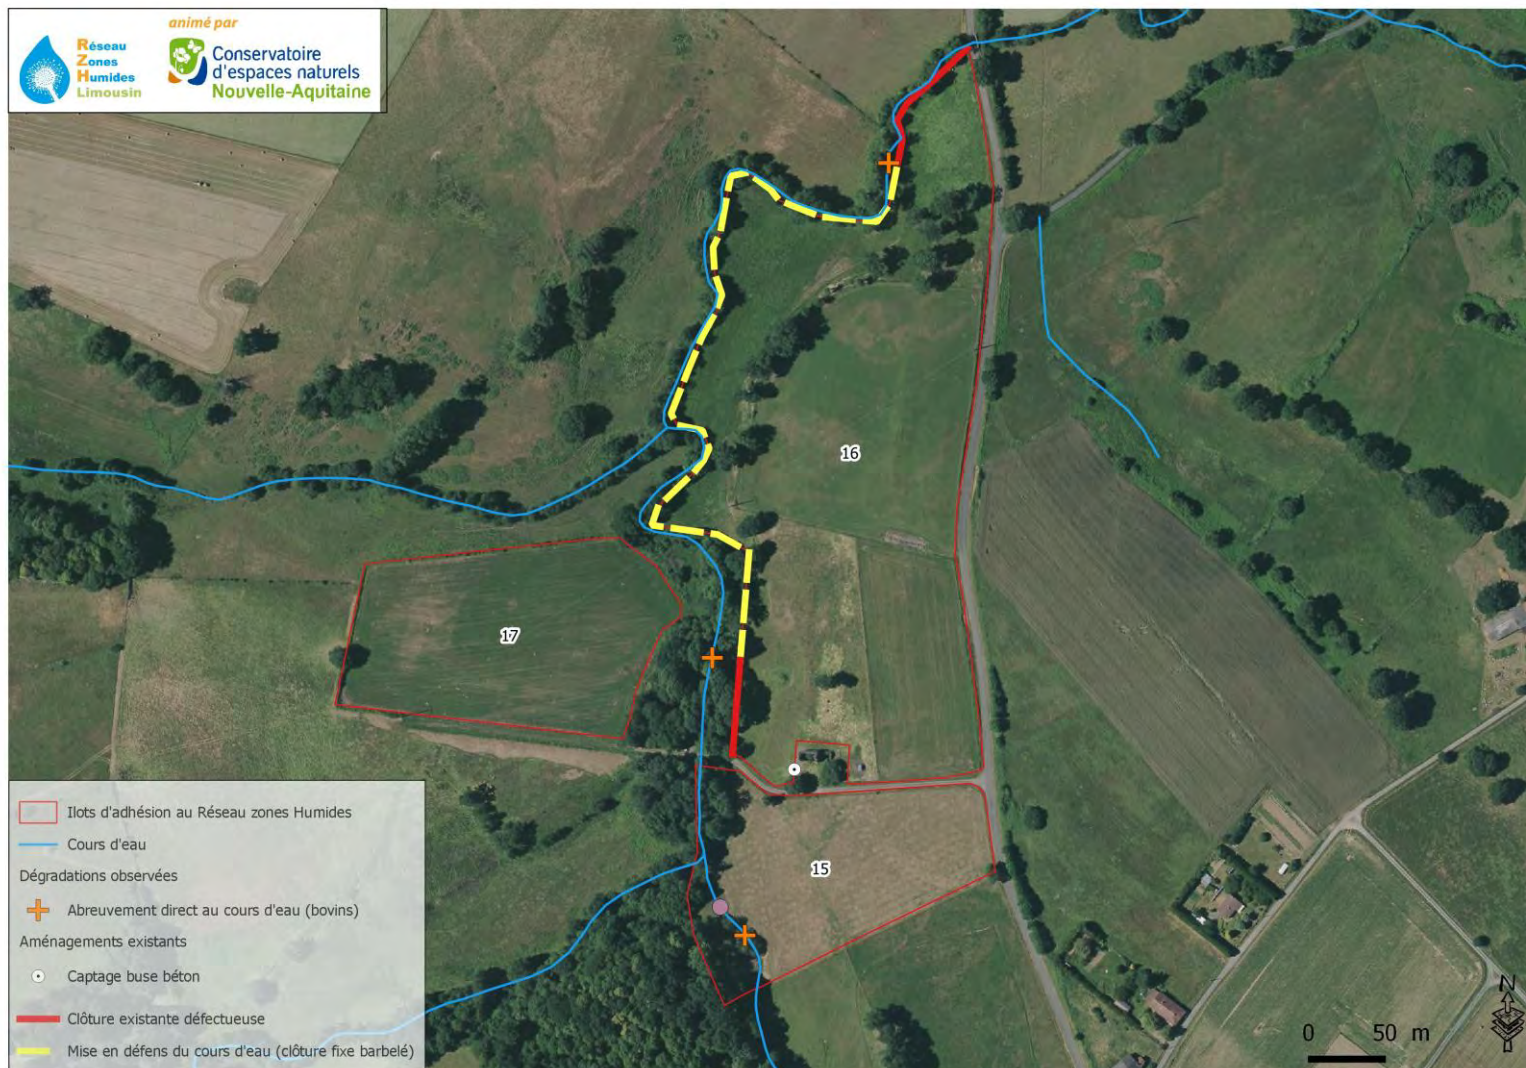 Réseau
Zones
Humides
Limousin
animé par
Conservatoire
d'espaces naturels
Nouvelle-Aquitaine
16
17
15
Ilots d'adhésion au Réseau zones Humides
Cours d'eau
Dégradations observées
Abreuvement direct au cours d'eau (bovins)
Aménagements existants
Captage buse béton
Clôture existante défectueuse
Mise en défens du cours d'eau (clôture fixe barbelé)
N
0 50 m